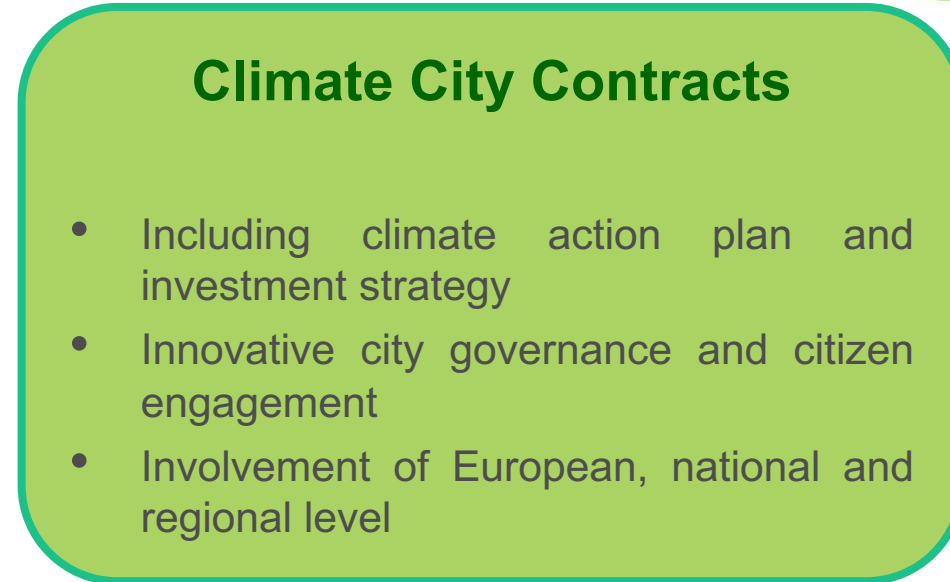 Climate City Contracts
• Including climate action plan and
investment strategy
• Innovative city governance and citizen
engagement
• Involvement of European, national and
regional level